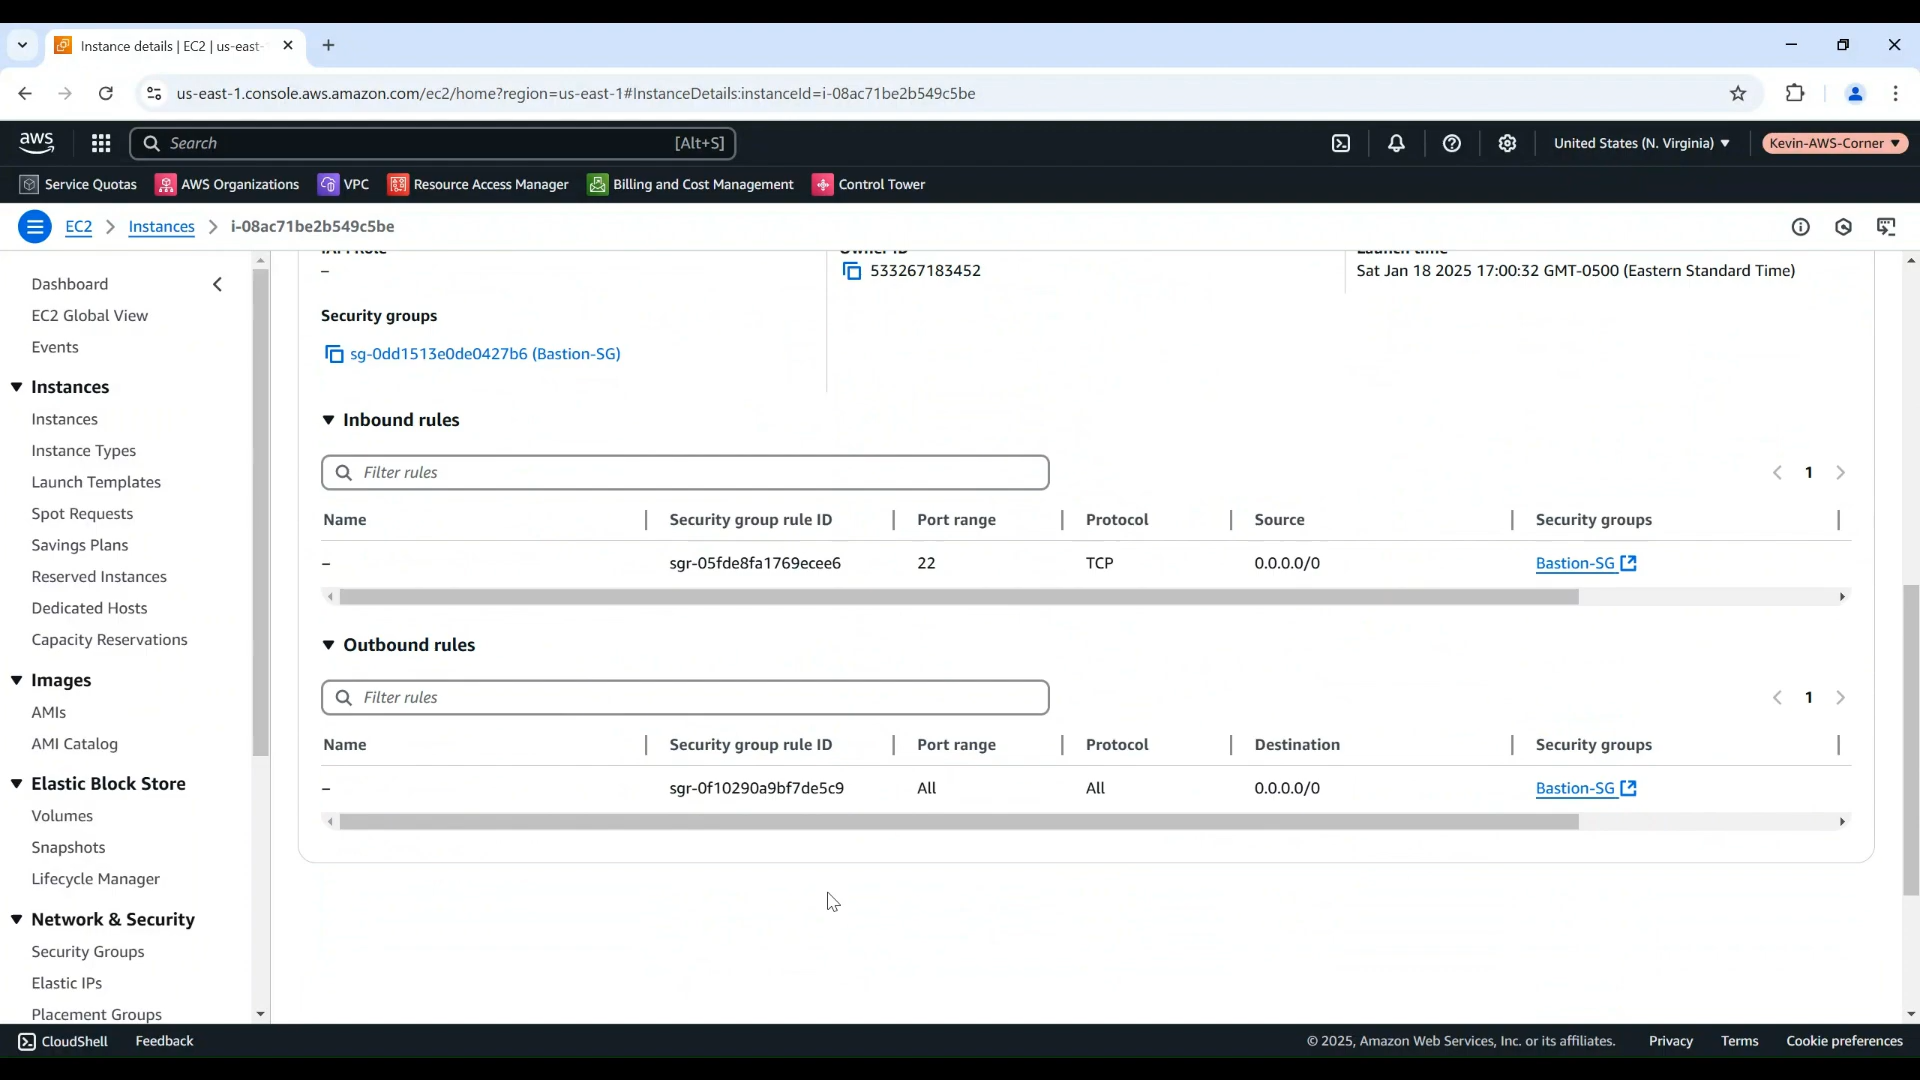 Instance details | EC2 | us-east-
us-east-1.console.aws.amazon.com/ec2/home?region=us-east-1#InstanceDetails:instanceId=i-08ac71be2b549c5be
aws
Search
[Alt+S]
United States (N. Virginia)
Kevin-AWS-Corner
Service Quotas
AWS Organizations
VPC
Resource Access Manager
Billing and Cost Management
Control Tower
EC2
Instances
i-08ac71be2b549c5be
Dashboard
EC2 Global View
Events
Instances
Instances
Instance Types
Launch Templates
Spot Requests
Savings Plans
Reserved Instances
Dedicated Hosts
Capacity Reservations
Images
AMIs
AMI Catalog
Elastic Block Store
Volumes
Snapshots
Lifecycle Manager
Network & Security
Security Groups
Elastic IPs
Placement Groups
IAM Role
–
Owner ID
533267183452
Launch time
Sat Jan 18 2025 17:00:32 GMT-0500 (Eastern Standard Time)
Security groups
sg-0dd1513e0de0427b6 (Bastion-SG)
Inbound rules
Filter rules
1
Name Security group rule ID Port range Protocol Source Security groups
– sgr-05fde8fa1769ecee6 22 TCP 0.0.0.0/0 Bastion-SG
Outbound rules
Filter rules
1
Name Security group rule ID Port range Protocol Destination Security groups
– sgr-0f10290a9bf7de5c9 All All 0.0.0.0/0 Bastion-SG
CloudShell
Feedback
© 2025, Amazon Web Services, Inc. or its affiliates.
Privacy
Terms
Cookie preferences